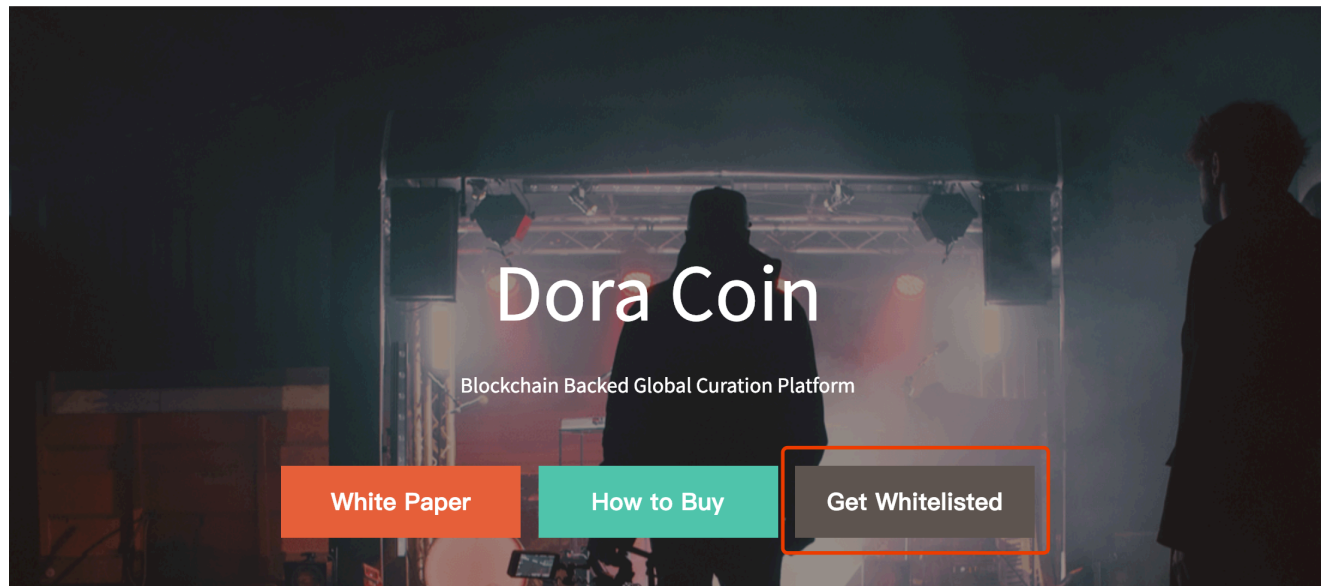 Dora Coin
Blockchain Backed Global Curation Platform
White Paper
How to Buy
Get Whitelisted